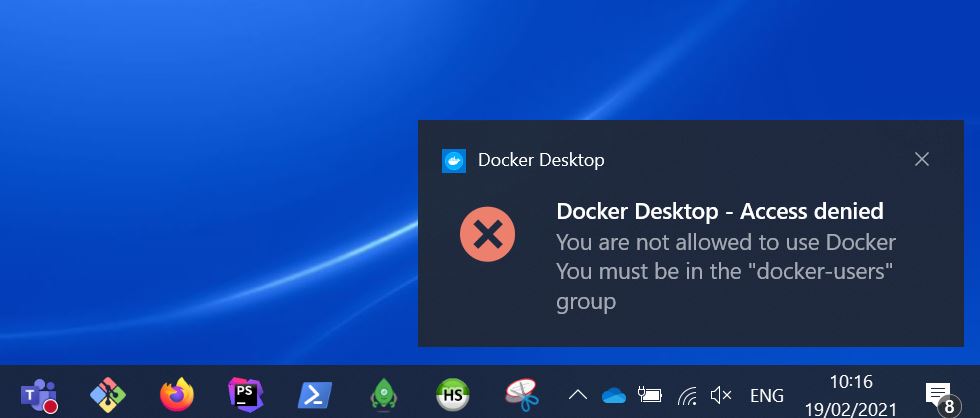 Docker Desktop
Docker Desktop - Access denied
You are not allowed to use Docker
You must be in the "docker-users"
group
T
PS
HS
ENG
10:16
19/02/2021
8